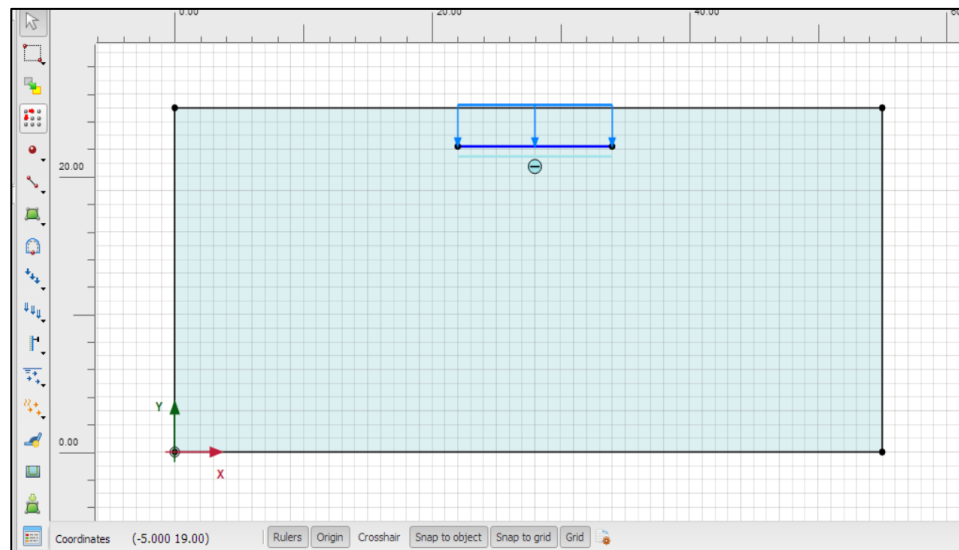 0.00 20.00 40.00 60
20.00
Y
0.00
X
Coordinates (-5.000 19.00) Rulers Origin Crosshair Snap to object Snap to grid Grid